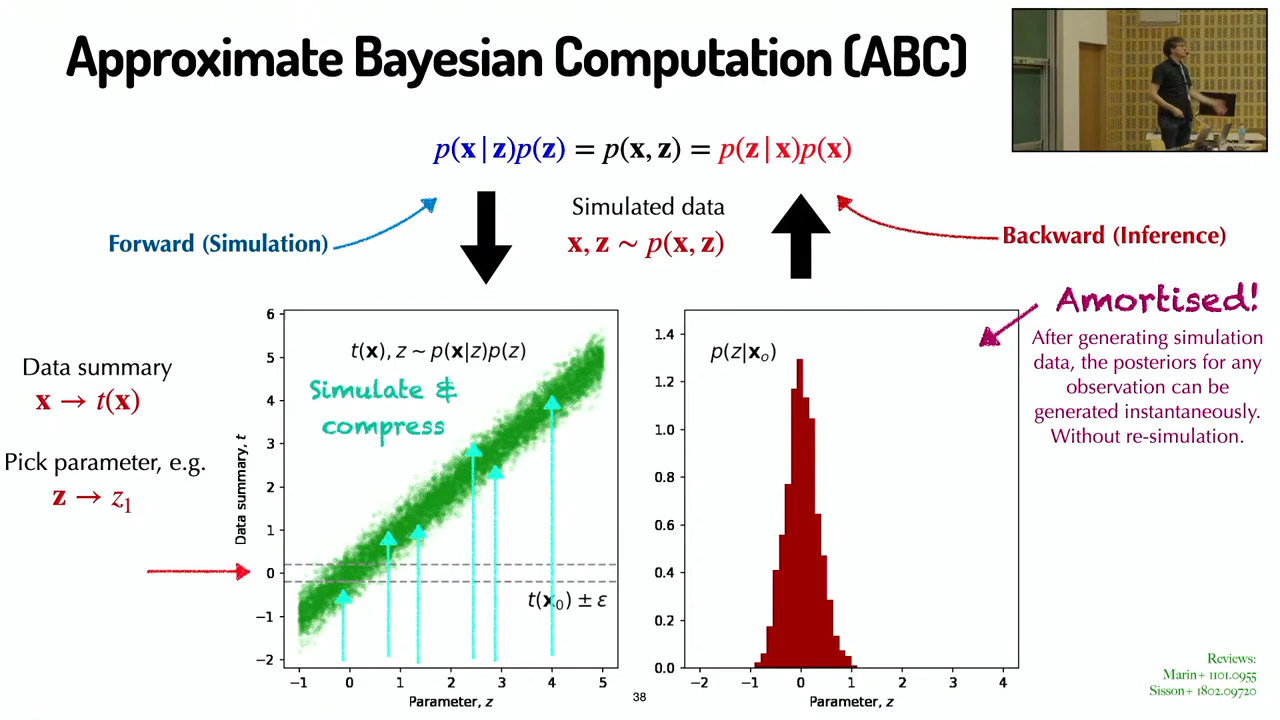 Approximate Bayesian Computation (ABC)
p(x|z)p(z) = p(x, z) = p(z|x)p(x)
Forward (Simulation)
Simulated data
x, z ~ p(x, z)
Backward (Inference)
Amortised!
After generating simulation
data, the posteriors for any
observation can be
generated instantaneously.
Without re-simulation.
Data summary
x → t(x)
Pick parameter, e.g.
z → z₁
t(x), z ~ p(x|z)p(z)
Simulate &
compress
t(x₀) ± ε
Data summary, t
6
5
4
3
2
1
0
−1
−2
−1 0 1 2 3 4 5
Parameter, z
p(z|xₒ)
1.4
1.2
1.0
0.8
0.6
0.4
0.2
0.0
−2 −1 0 1 2 3 4
Parameter, z
38
Reviews:
Marin+ 1101.0955
Sisson+ 1802.09720